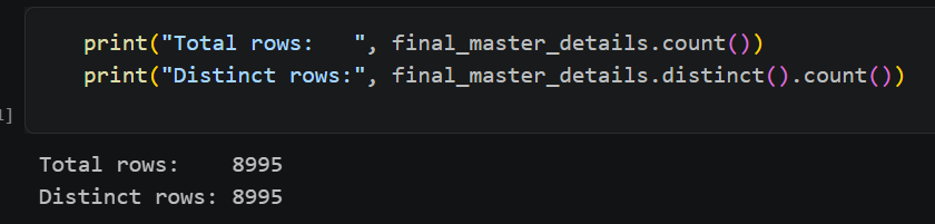 print("Total rows:   ", final_master_details.count())
print("Distinct rows:", final_master_details.distinct().count())
]
Total rows:    8995
Distinct rows: 8995